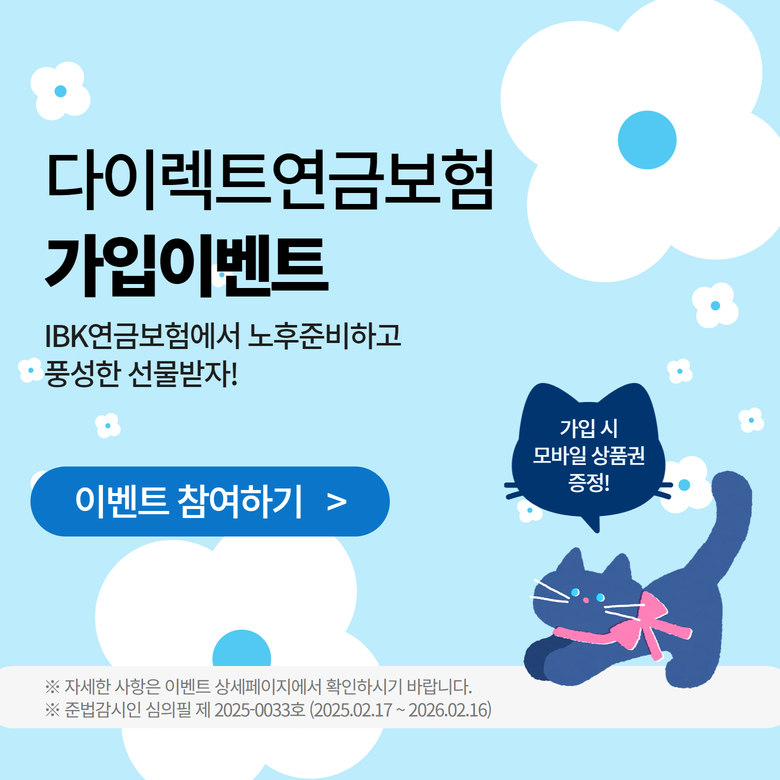 다이렉트연금보험
가입이벤트
IBK연금보험에서 노후준비하고
풍성한 선물받자!
가입 시
모바일 상품권
증정!
이벤트 참여하기 >
※ 자세한 사항은 이벤트 상세페이지에서 확인하시기 바랍니다.
※ 준법감시인 심의필 제 2025-0033호 (2025.02.17 ~ 2026.02.16)